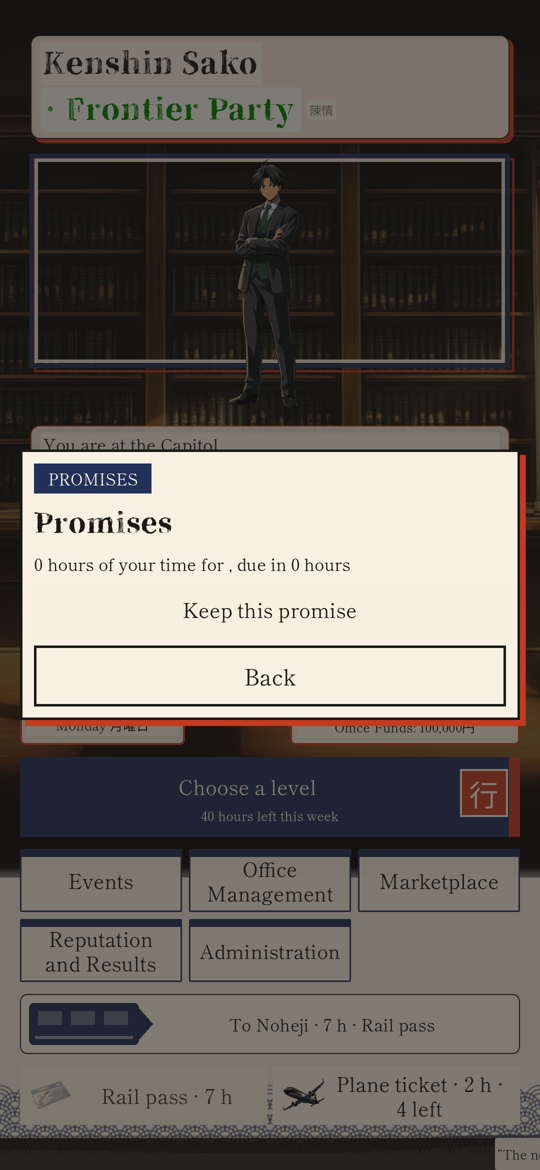 Kenshin Sako
· Frontier Party 陳情
You are at the Capitol
PROMISES
Promises
0 hours of your time for , due in 0 hours
Keep this promise
Back
Monday 月曜日
Office Funds: 100,000円
Choose a level
行
40 hours left this week
Events
Office
Management
Marketplace
Reputation
and Results
Administration
To Noheji · 7 h · Rail pass
Rail pass · 7 h
Plane ticket · 2 h ·
4 left
"The